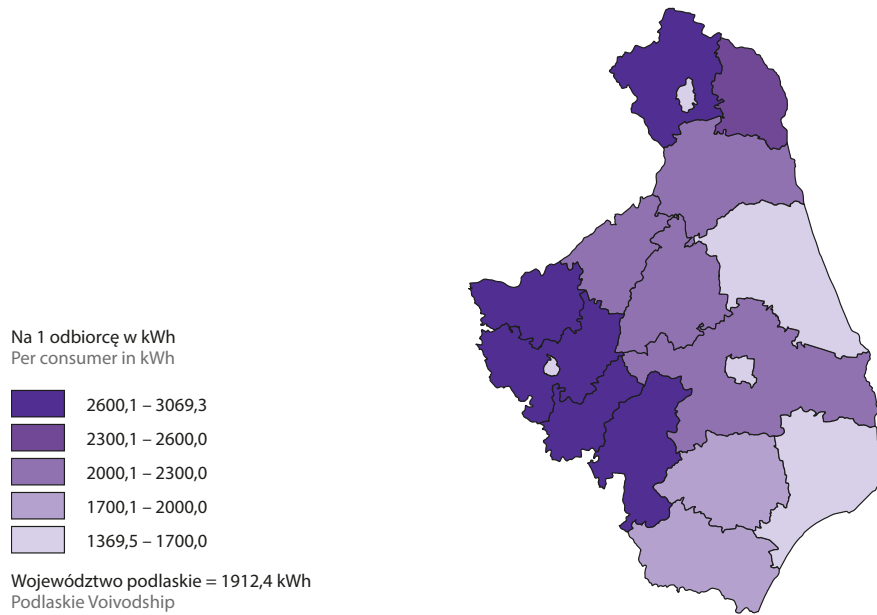 Na 1 odbiorcę w kWh
Per consumer in kWh
2600,1 – 3069,3
2300,1 – 2600,0
2000,1 – 2300,0
1700,1 – 2000,0
1369,5 – 1700,0
Województwo podlaskie = 1912,4 kWh
Podlaskie Voivodship